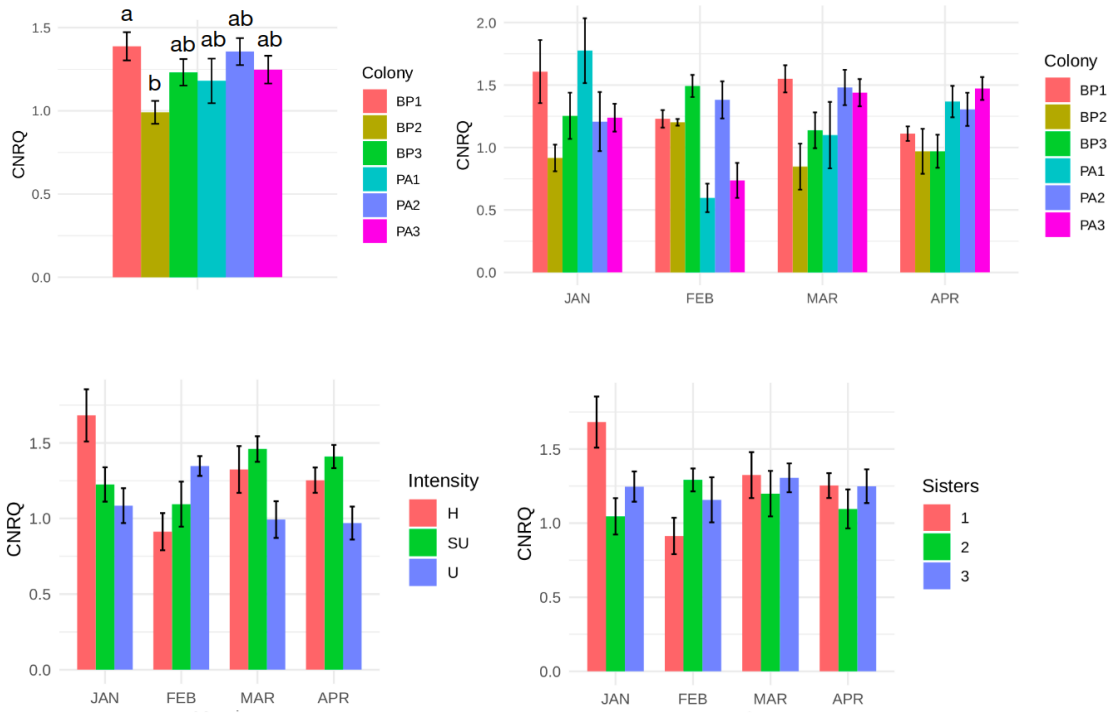 a
b
ab
ab
ab
ab
1.5
1.0
0.5
0.0
CNRQ
Colony
BP1
BP2
BP3
PA1
PA2
PA3
2.0
1.5
1.0
0.5
0.0
CNRQ
JAN FEB MAR APR
Colony
BP1
BP2
BP3
PA1
PA2
PA3
1.5
1.0
0.5
0.0
CNRQ
JAN FEB MAR APR
Intensity
H
SU
U
1.5
1.0
0.5
0.0
CNRQ
JAN FEB MAR APR
Sisters
1
2
3